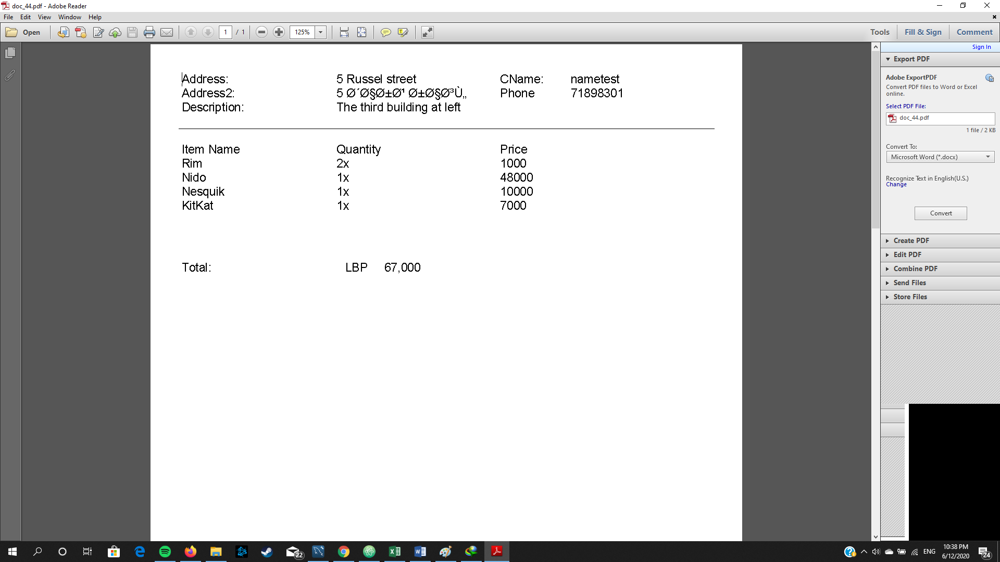 doc_44.pdf - Adobe Reader
File Edit View Window Help
Open 1 / 1 125% Tools Fill & Sign Comment
Sign In
Export PDF
Adobe ExportPDF
Convert PDF files to Word or Excel
online.
Select PDF File:
doc_44.pdf
1 file / 2 KB
Convert To:
Microsoft Word (*.docx)
Recognize Text in English(U.S.)
Change
Convert
Create PDF
Edit PDF
Combine PDF
Send Files
Store Files
Address: 5 Russel street CName: nametest
Address2: 5 Ø´Ø§Ø±Ø¹ Ø±Ø§Ø³Ù„ Phone 71898301
Description: The third building at left
Item Name Quantity Price
Rim 2x 1000
Nido 1x 48000
Nesquik 1x 10000
KitKat 1x 7000
Total: LBP 67,000
22
ENG
10:38 PM
6/12/2020
24